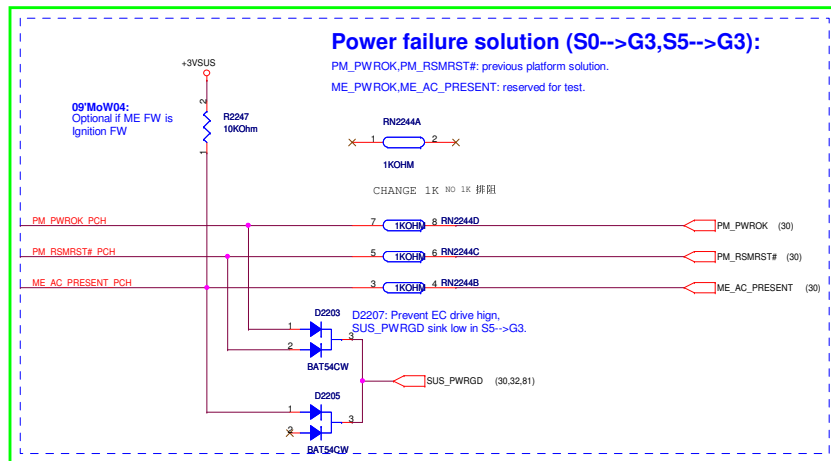 Power failure solution (S0-->G3,S5-->G3):
PM_PWROK,PM_RSMRST#: previous platform solution.
ME_PWROK,ME_AC_PRESENT: reserved for test.
+3VSUS
09'MoW04:
Optional if ME FW is
Ignition FW
2
R2247
10KOhm
1
RN2244A
1 2
1KOHM
CHANGE 1K NO 1K 排阻
PM_PWROK_PCH 7 1KOHM 8 RN2244D PM_PWROK (30)
PM_RSMRST#_PCH 5 1KOHM 6 RN2244C PM_RSMRST# (30)
ME_AC_PRESENT_PCH 3 1KOHM 4 RN2244B ME_AC_PRESENT (30)
D2203
D2207: Prevent EC drive hign,
SUS_PWRGD sink low in S5-->G3.
1
3
2
BAT54CW
SUS_PWRGD (30,32,81)
D2205
1
3
2
BAT54CW